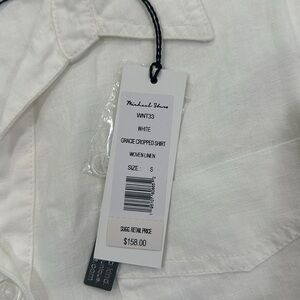 Michael Stars
WNT33
WHITE
GRACIE CROPPED SHIRT
WOVEN LINEN
SIZE: S
SUGG. RETAIL PRICE
$158.00